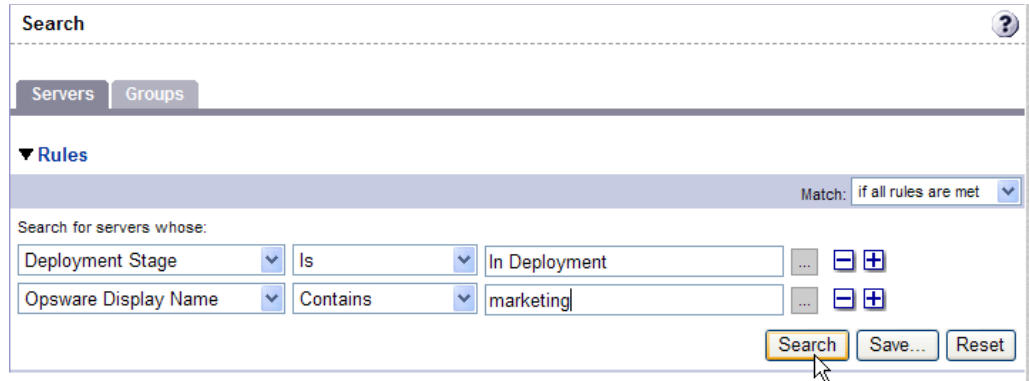 Search ?
Servers Groups
Rules
Match: if all rules are met
Search for servers whose:
Deployment Stage Is In Deployment ...
Opsware Display Name Contains marketing ...
Search Save... Reset